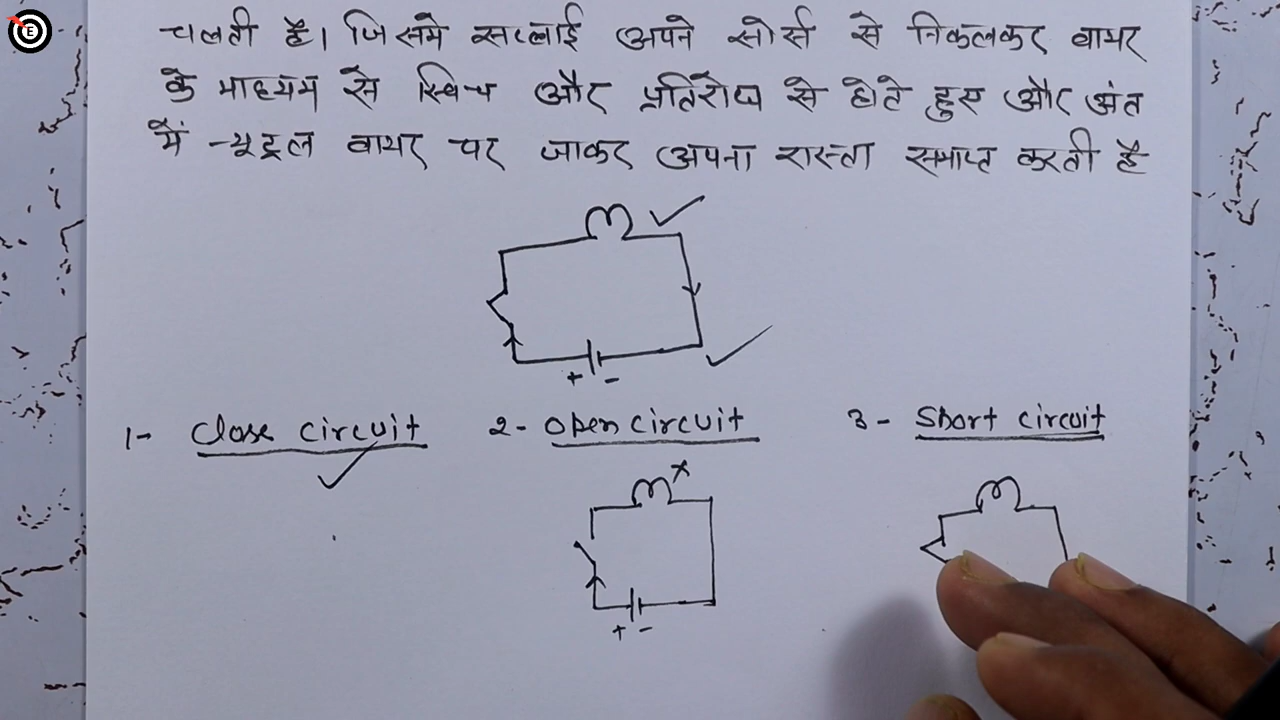 चलती है। जिसमे सप्लाई अपने सोर्स से निकलकर वायर
के माध्यम से स्विच और प्रतिरोध से होते हुए और अंत
में न्यूट्रल वायर पर जाकर अपना रास्ता समाप्त करती है
+ -
1- Close circuit 2- Open circuit 3- Short circuit
+ -
E